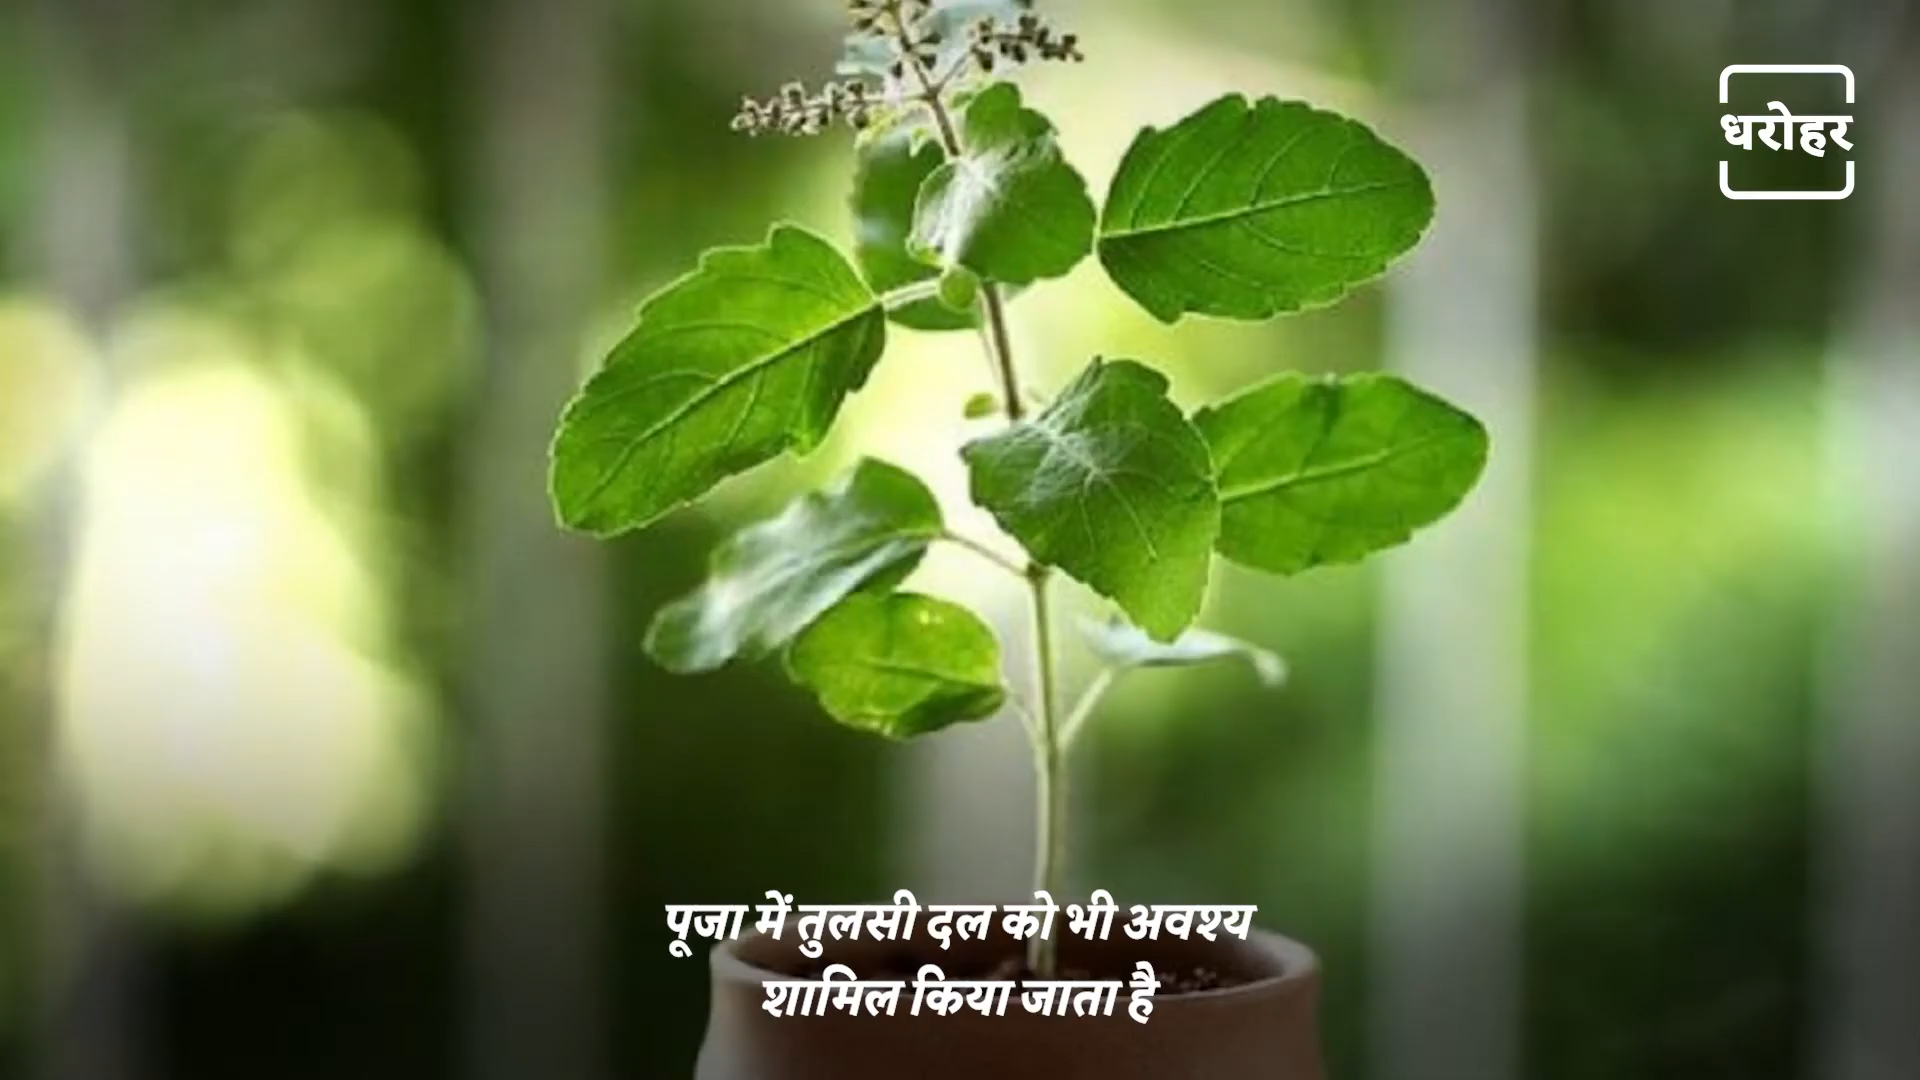 धरोहर
पूजा में तुलसी दल को भी अवश्य
शामिल किया जाता है